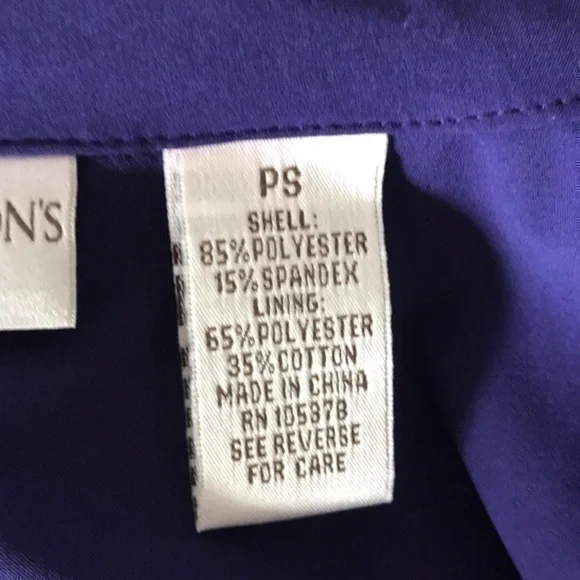 ON'S
PS
SHELL:
85%POLYESTER
15%SPANDEX
LINING:
65%POLYESTER
35%COTTON
MADE IN CHINA
RN 105378
SEE REVERSE
FOR CARE